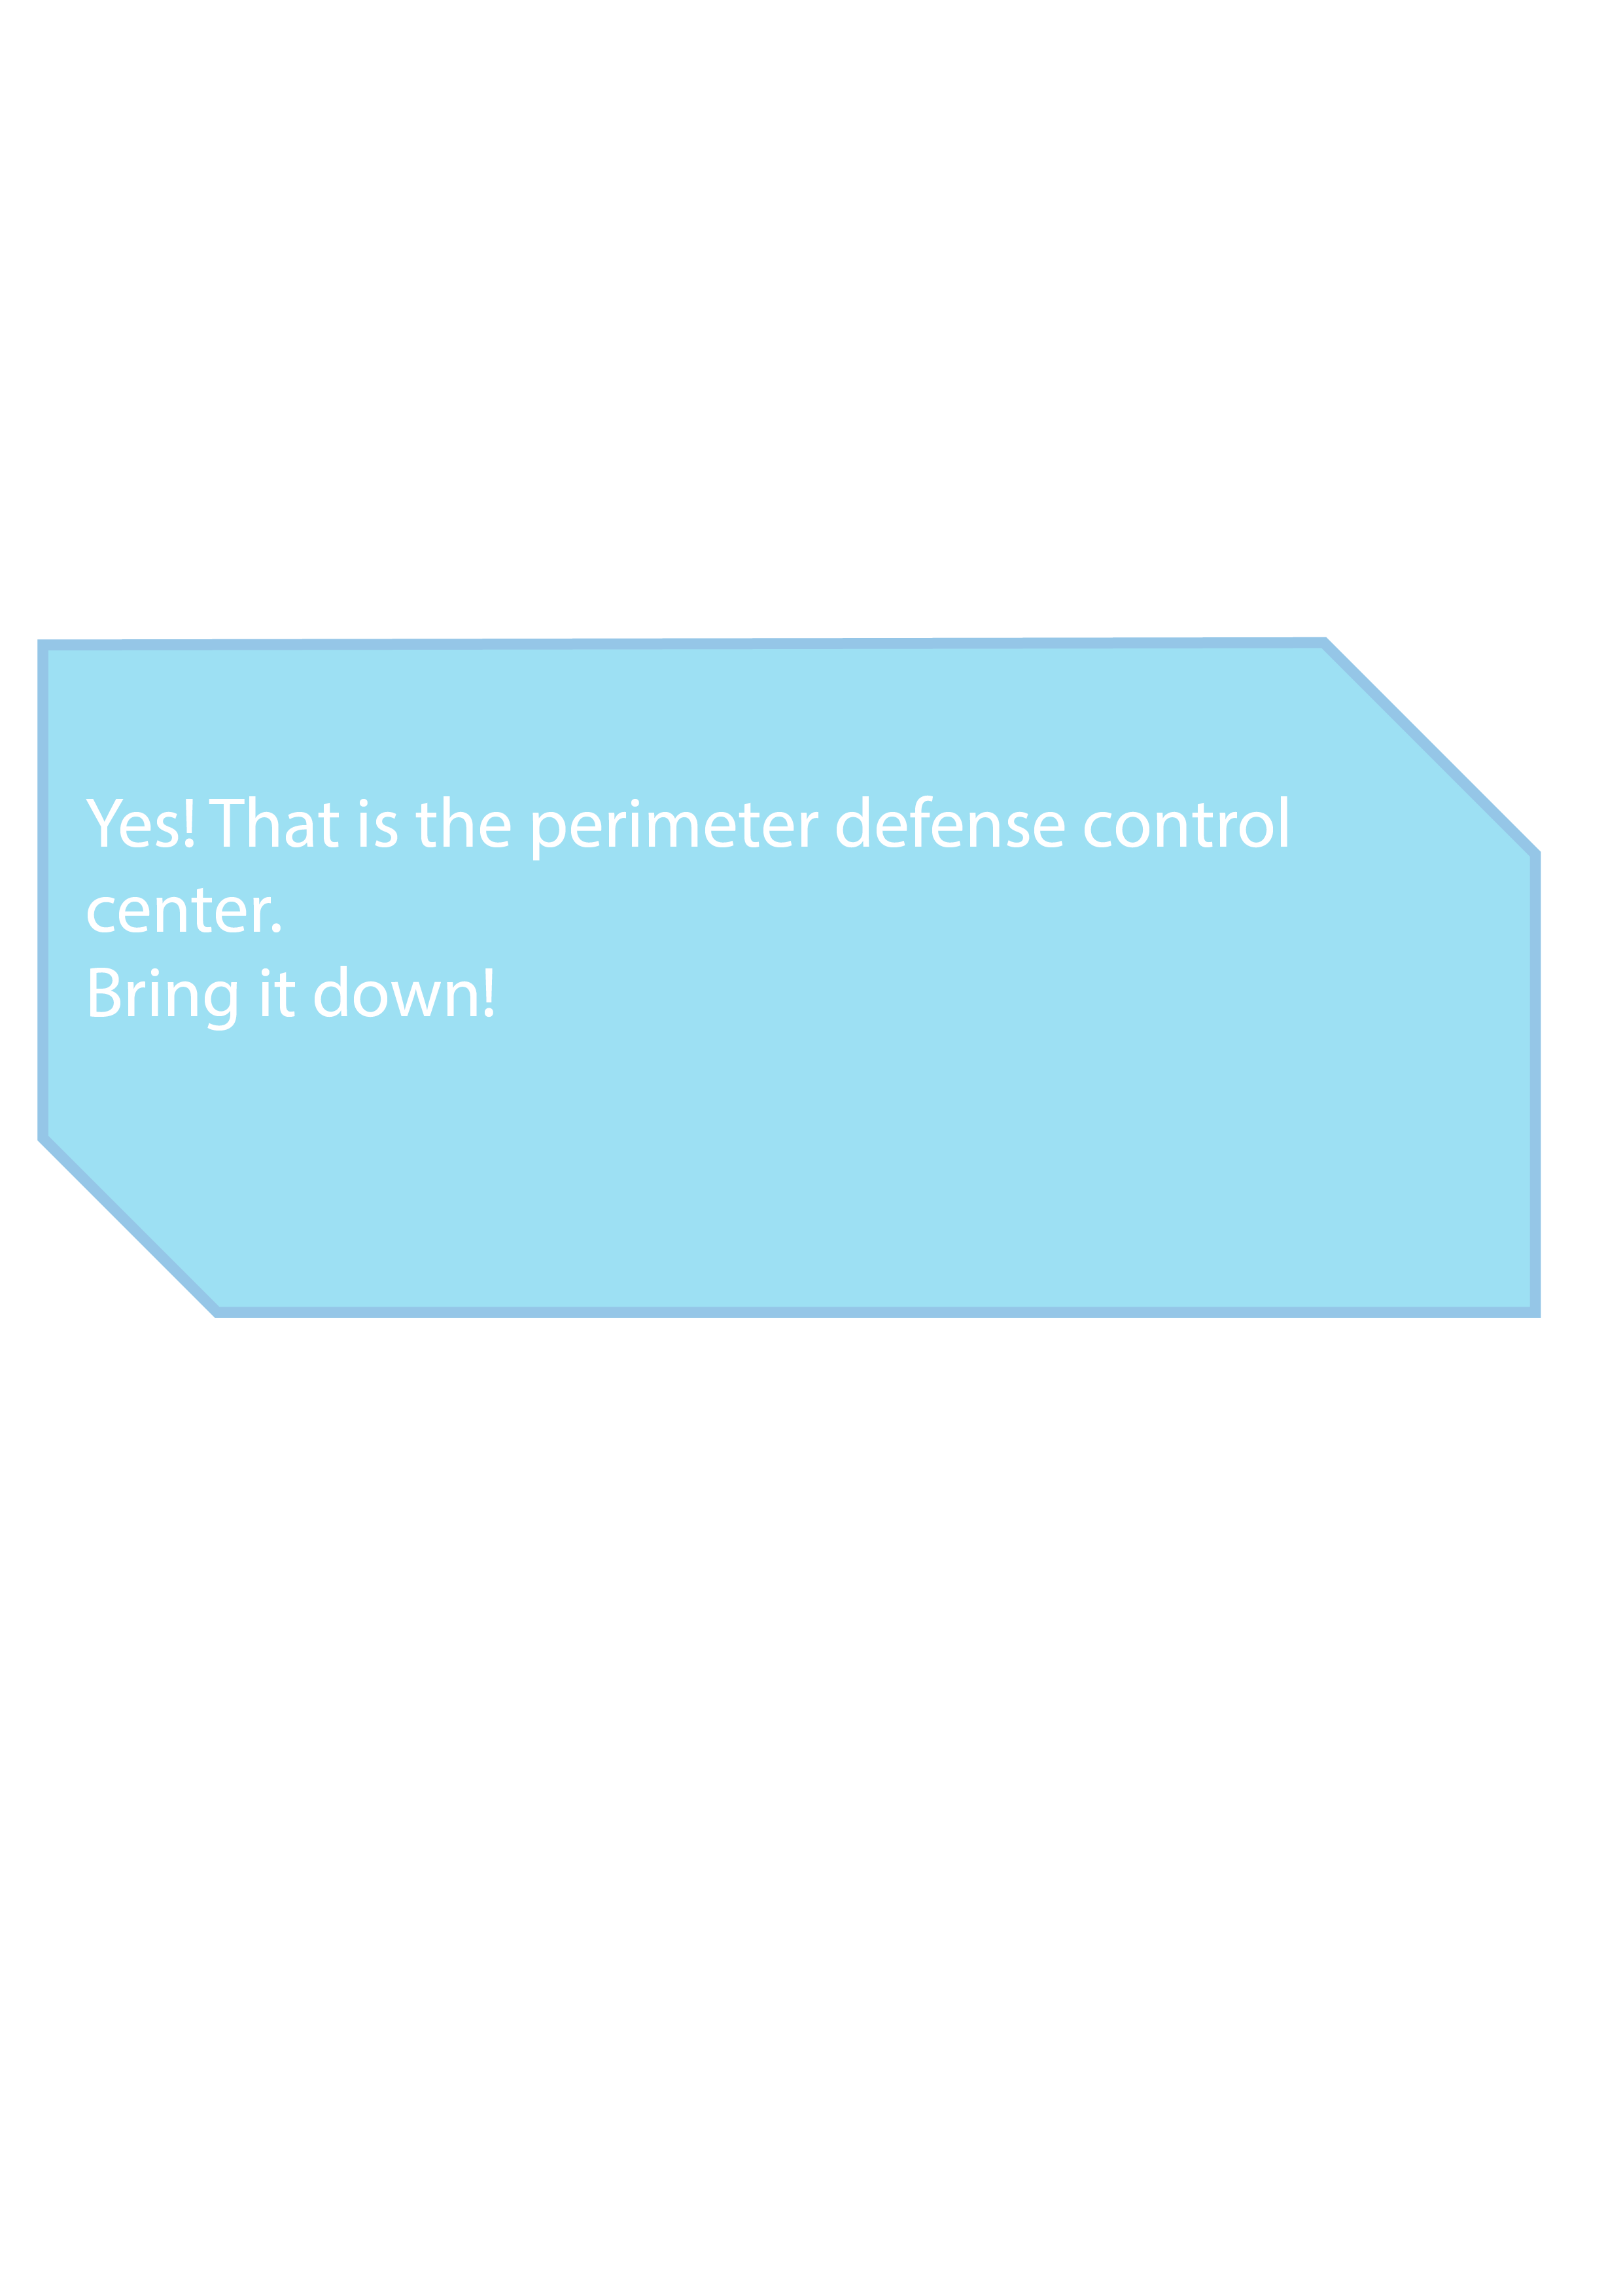 Yes! That is the perimeter defense control
center.
Bring it down!